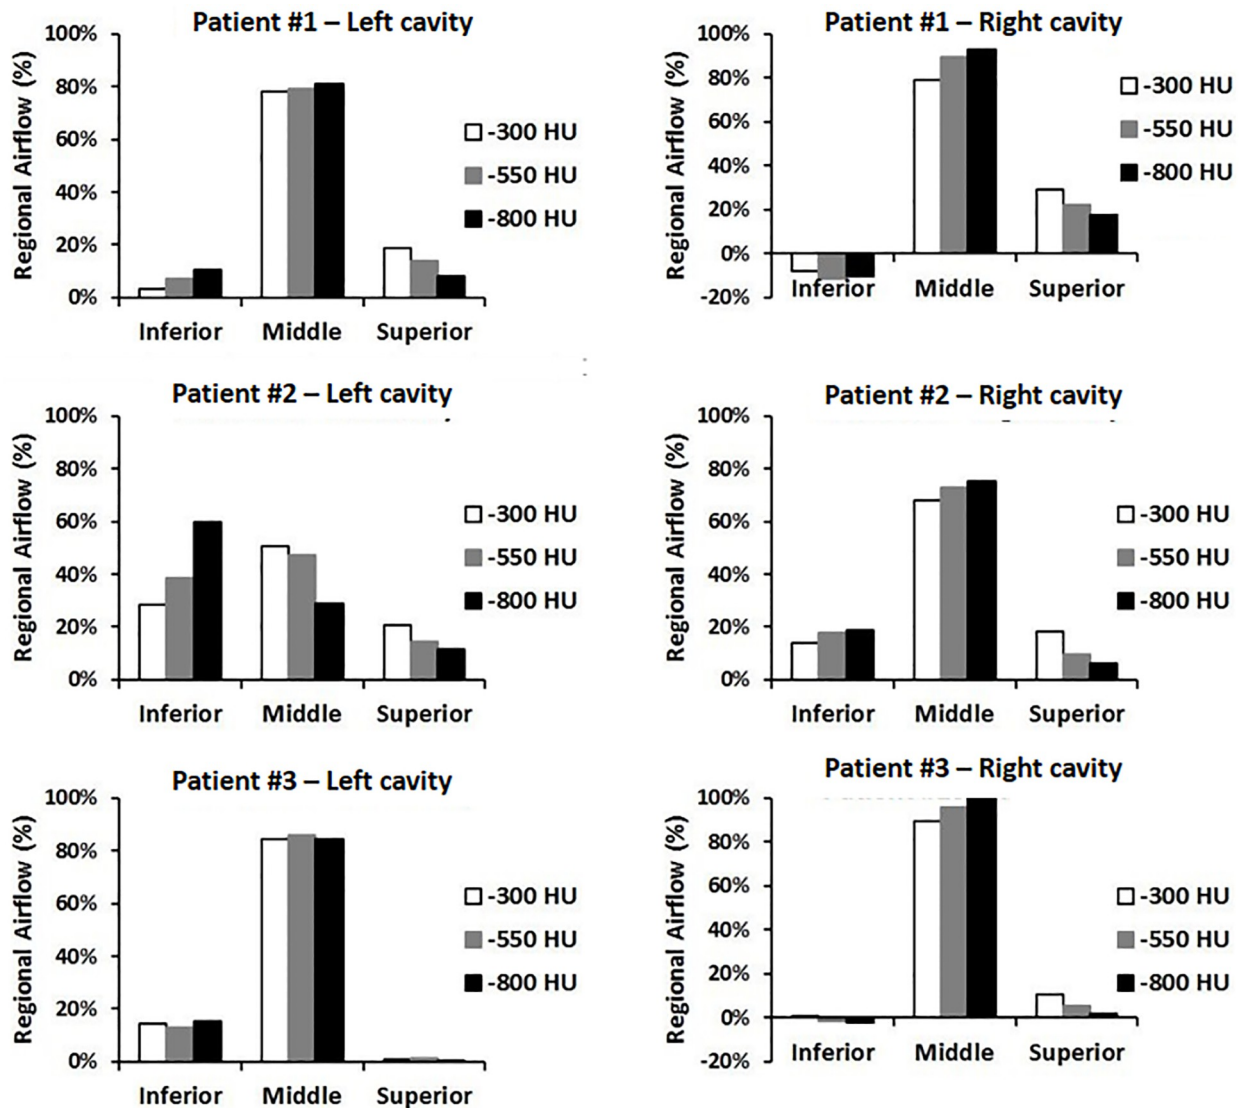 Patient #1 – Left cavity
Regional Airflow (%)
100%
80%
60%
40%
20%
0%
Inferior Middle Superior
-300 HU
-550 HU
-800 HU
Patient #1 – Right cavity
Regional Airflow (%)
100%
80%
60%
40%
20%
0%
-20%
Inferior Middle Superior
-300 HU
-550 HU
-800 HU
Patient #2 – Left cavity
Regional Airflow (%)
100%
80%
60%
40%
20%
0%
Inferior Middle Superior
-300 HU
-550 HU
-800 HU
Patient #2 – Right cavity
Regional Airflow (%)
100%
80%
60%
40%
20%
0%
Inferior Middle Superior
-300 HU
-550 HU
-800 HU
Patient #3 – Left cavity
Regional Airflow (%)
100%
80%
60%
40%
20%
0%
Inferior Middle Superior
-300 HU
-550 HU
-800 HU
Patient #3 – Right cavity
Regional Airflow (%)
100%
80%
60%
40%
20%
0%
-20%
Inferior Middle Superior
-300 HU
-550 HU
-800 HU